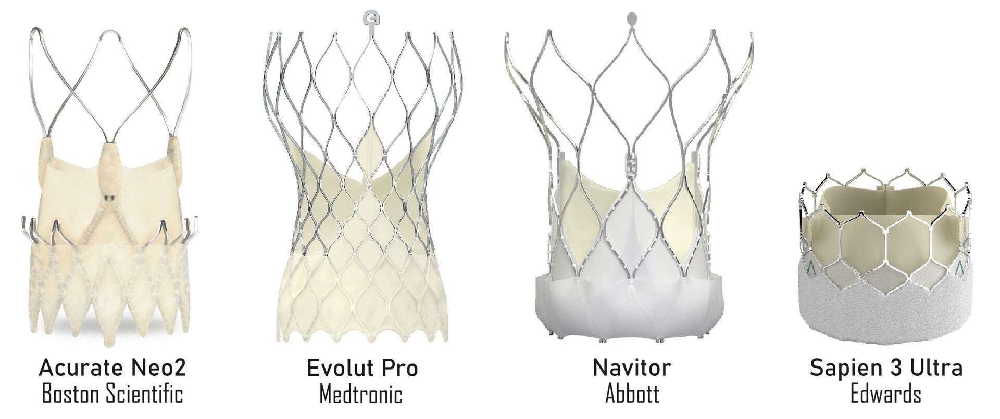 Acurate Neo2
Boston Scientific
Evolut Pro
Medtronic
Navitor
Abbott
Sapien 3 Ultra
Edwards